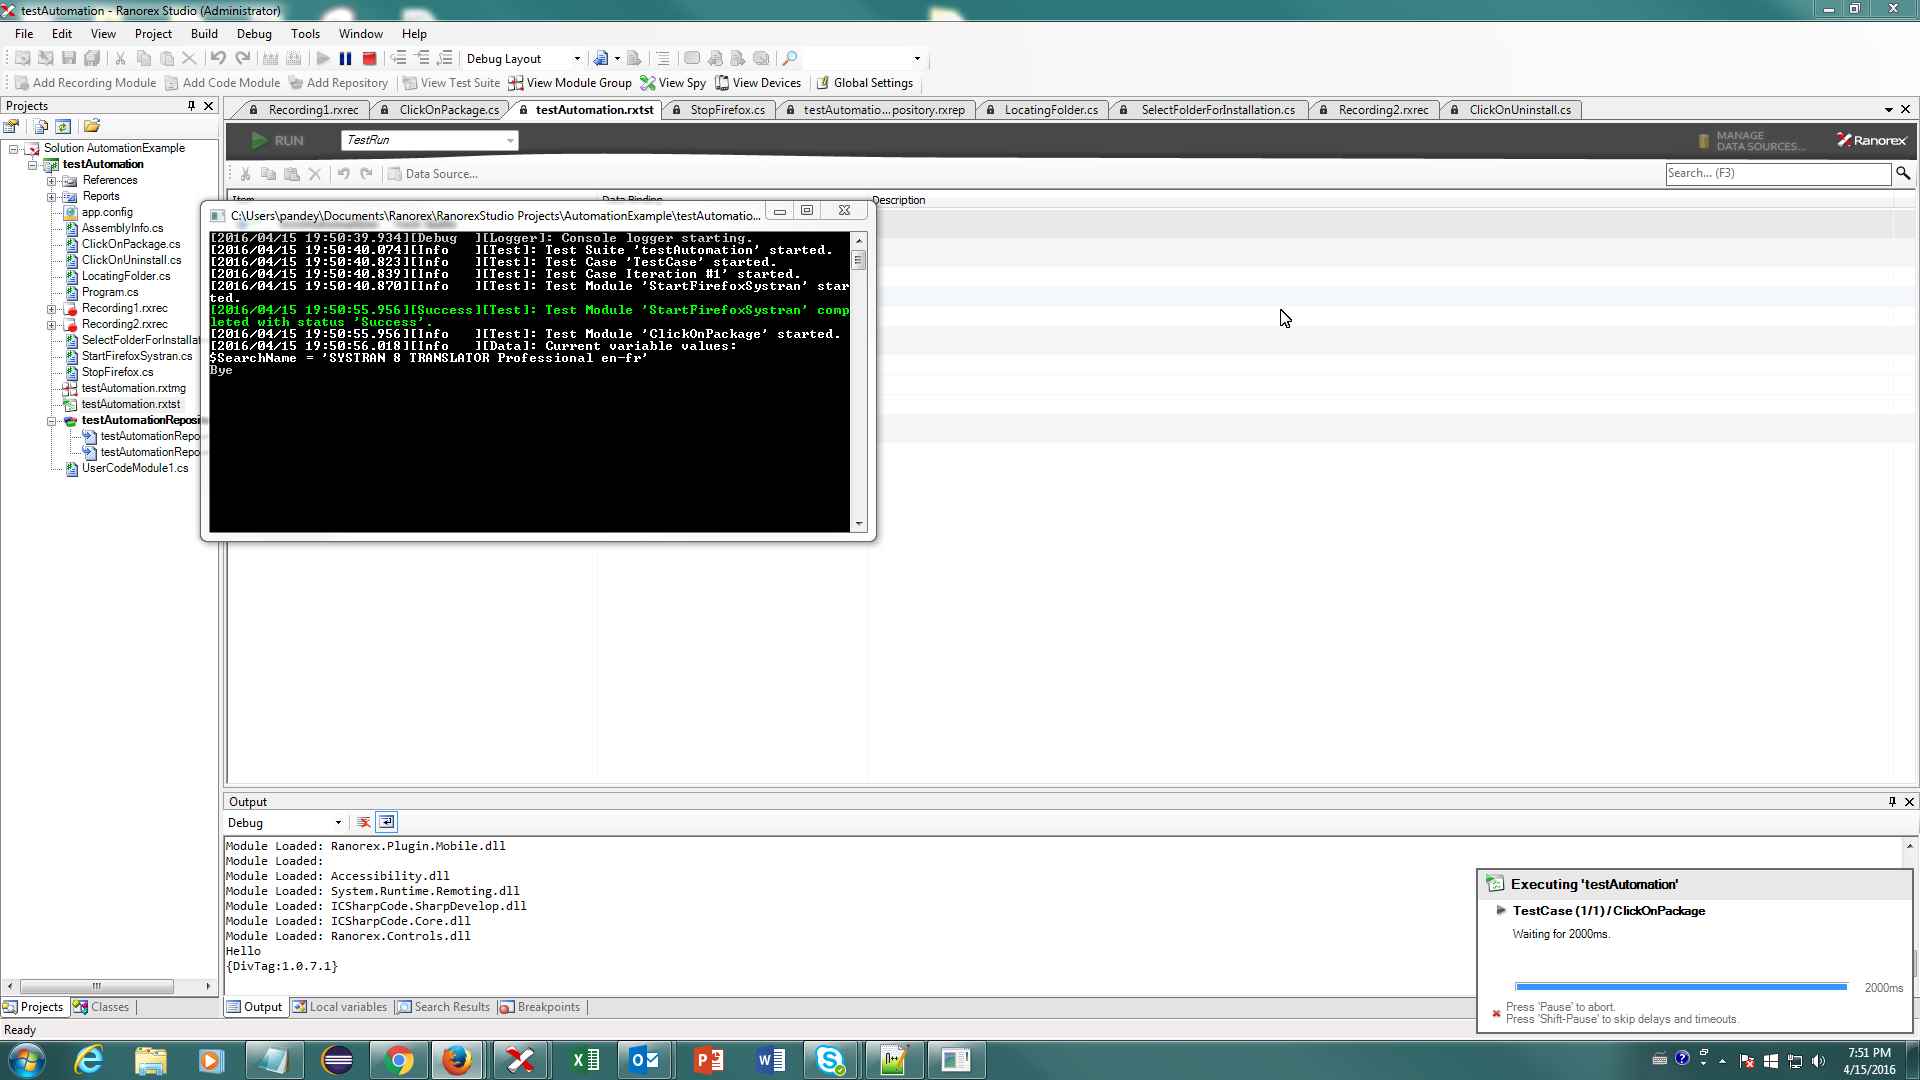 testAutomation - Ranorex Studio (Administrator)
File Edit View Project Build Debug Tools Window Help
Debug Layout
Add Recording Module Add Code Module Add Repository View Test Suite View Module Group View Spy View Devices Global Settings
Projects
Recording1.rxrec ClickOnPackage.cs testAutomation.rxtst StopFirefox.cs testAutomatio...pository.rxrep LocatingFolder.cs SelectFolderForInstallation.cs Recording2.rxrec ClickOnUninstall.cs
RUN TestRun MANAGE DATA SOURCES... Ranorex
Data Source... Search... (F3)
Item Data Binding Description
Solution AutomationExample
testAutomation
References
Reports
app.config
AssemblyInfo.cs
ClickOnPackage.cs
ClickOnUninstall.cs
LocatingFolder.cs
Program.cs
Recording1.rxrec
Recording2.rxrec
SelectFolderForInstallat
StartFirefoxSystran.cs
StopFirefox.cs
testAutomation.rxtmg
testAutomation.rxtst
testAutomationReposi
testAutomationRepo
testAutomationRepo
UserCodeModule1.cs
C:\Users\pandey\Documents\Ranorex\RanorexStudio Projects\AutomationExample\testAutomatio...
[2016/04/15 19:50:39.934][Debug  ][Logger]: Console logger starting.
[2016/04/15 19:50:40.074][Info   ][Test]: Test Suite 'testAutomation' started.
[2016/04/15 19:50:40.823][Info   ][Test]: Test Case 'TestCase' started.
[2016/04/15 19:50:40.839][Info   ][Test]: Test Case Iteration #1' started.
[2016/04/15 19:50:40.870][Info   ][Test]: Test Module 'StartFirefoxSystran' star
ted.
[2016/04/15 19:50:55.956][Success][Test]: Test Module 'StartFirefoxSystran' comp
leted with status 'Success'.
[2016/04/15 19:50:55.956][Info   ][Test]: Test Module 'ClickOnPackage' started.
[2016/04/15 19:50:56.018][Info   ][Data]: Current variable values:
$SearchName = 'SYSTRAN 8 TRANSLATOR Professional en-fr'
Bye
Output
Debug
Module Loaded: Ranorex.Plugin.Mobile.dll
Module Loaded:
Module Loaded: Accessibility.dll
Module Loaded: System.Runtime.Remoting.dll
Module Loaded: ICSharpCode.SharpDevelop.dll
Module Loaded: ICSharpCode.Core.dll
Module Loaded: Ranorex.Controls.dll
Hello
{DivTag:1.0.7.1}
Executing 'testAutomation'
TestCase (1/1) / ClickOnPackage
Waiting for 2000ms.
2000ms
Press 'Pause' to abort.
Press 'Shift-Pause' to skip delays and timeouts.
Projects Classes
Output Local variables Search Results Breakpoints
Ready
7:51 PM
4/15/2016